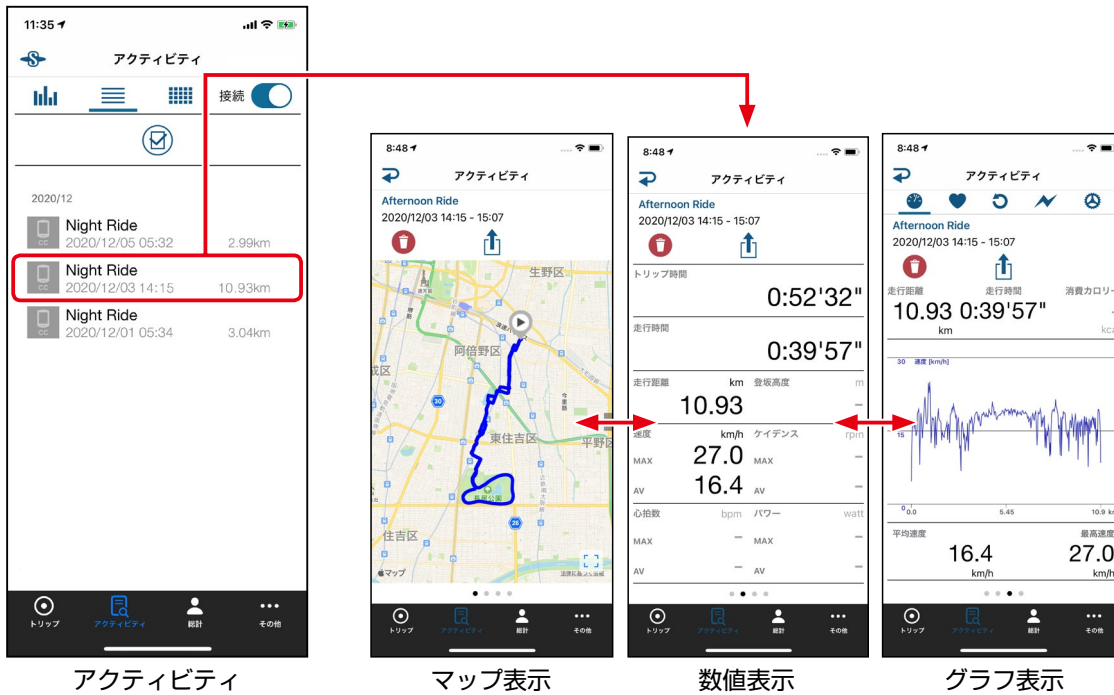 11:35
アクティビティ
接続
2020/12
Night Ride
CC
2020/12/05 05:32 2.99km
Night Ride
CC
2020/12/03 14:15 10.93km
Night Ride
CC
2020/12/01 05:34 3.04km
トリップ アクティビティ 総計 その他
アクティビティ
8:48
アクティビティ
Afternoon Ride
2020/12/03 14:15 - 15:07
生野区
阿倍野区
東住吉区
平野区
今里筋
長居公園
住吉区
30
26
マップ
トリップ アクティビティ 総計 その他
マップ表示
8:48
アクティビティ
Afternoon Ride
2020/12/03 14:15 - 15:07
トリップ時間
0:52'32"
走行時間
0:39'57"
走行距離 km 登坂高度 m
10.93 –
速度 km/h ケイデンス rpm
MAX 27.0 MAX –
AV 16.4 AV –
心拍数 bpm パワー watt
MAX – MAX –
AV – AV –
トリップ アクティビティ 総計 その他
数値表示
8:48
アクティビティ
Afternoon Ride
2020/12/03 14:15 - 15:07
走行距離 走行時間 消費カロリー
10.93 0:39'57"
km
30 速度 [km/h]
15
0
0.0 5.45 10.9
平均速度 最高速度
16.4 27.0
km/h km/h
トリップ アクティビティ 総計 その他
グラフ表示